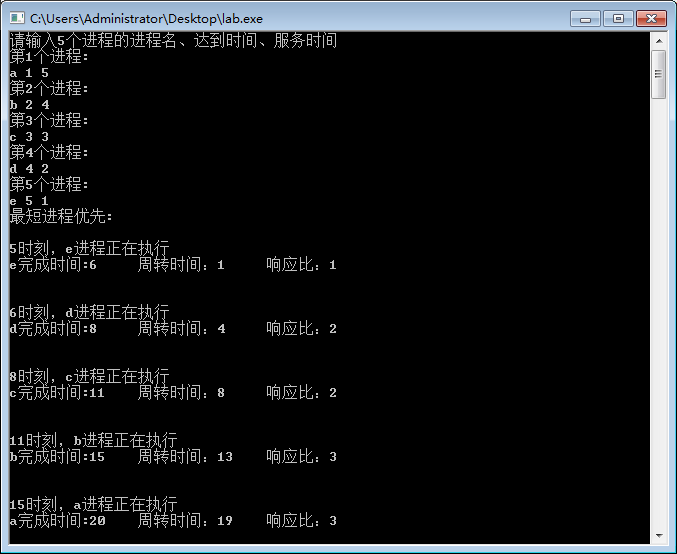 C:\Users\Administrator\Desktop\lab.exe
请输入5个进程的进程名、达到时间、服务时间
第1个进程:
a 1 5
第2个进程:
b 2 4
第3个进程:
c 3 3
第4个进程:
d 4 2
第5个进程:
e 5 1
最短进程优先:
5时刻, e进程正在执行
e完成时间:6 周转时间: 1 响应比: 1
6时刻, d进程正在执行
d完成时间:8 周转时间: 4 响应比: 2
8时刻, c进程正在执行
c完成时间:11 周转时间: 8 响应比: 2
11时刻, b进程正在执行
b完成时间:15 周转时间: 13 响应比: 3
15时刻, a进程正在执行
a完成时间:20 周转时间: 19 响应比: 3